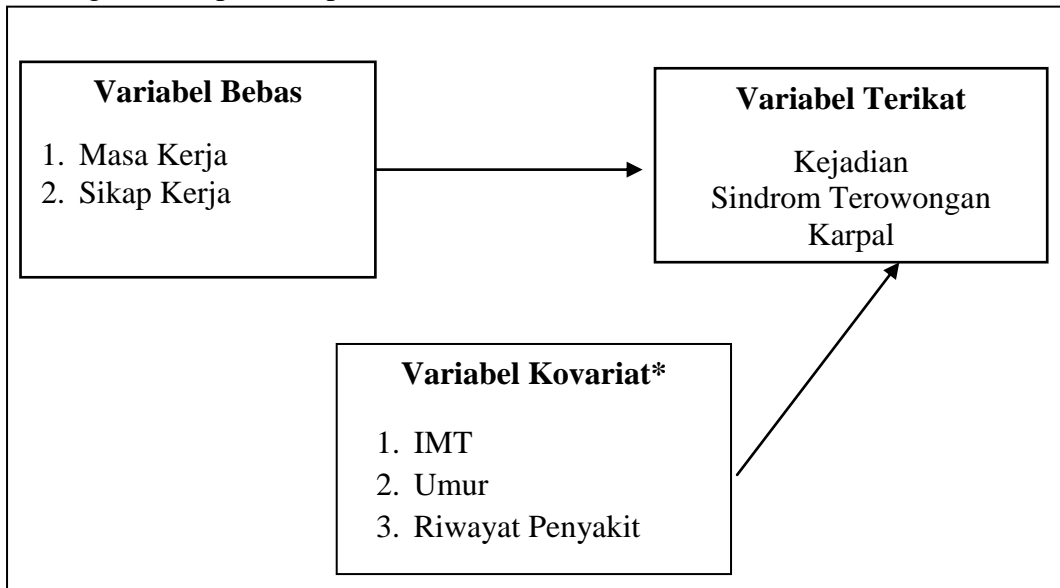 Variabel Bebas
1. Masa Kerja
2. Sikap Kerja
Variabel Terikat
Kejadian
Sindrom Terowongan
Karpal
Variabel Kovariat*
1. IMT
2. Umur
3. Riwayat Penyakit